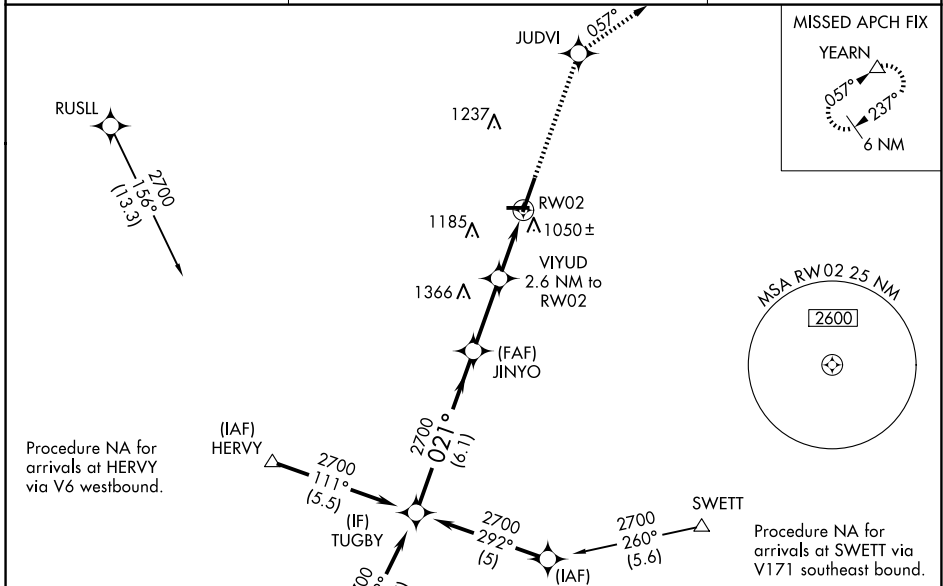 MISSED APCH FIX
YEARN
057°
237°
6 NM
JUDVI
057°
RUSLL
2700
156°
(13.3)
1237
RW02
1050±
1185
VIYUD
2.6 NM to
RW02
1366
(FAF)
JINYO
MSA RW02 25 NM
2600
2700
021°
(6.1)
(IAF)
HERVY
Procedure NA for
arrivals at HERVY
via V6 westbound.
2700
111°
(5.5)
(IF)
TUGBY
2700
292°
(5)
(IAF)
SWETT
2700
260°
(5.6)
Procedure NA for
arrivals at SWETT via
V171 southeast bound.